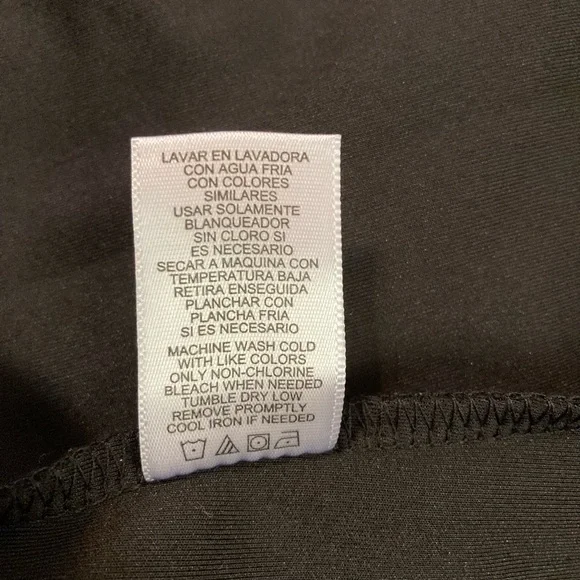 LAVAR EN LAVADORA
CON AGUA FRIA
CON COLORES
SIMILARES
USAR SOLAMENTE
BLANQUEADOR
SIN CLORO SI
ES NECESARIO
SECAR A MAQUINA CON
TEMPERATURA BAJA
RETIRA ENSEGUIDA
PLANCHAR CON
PLANCHA FRIA
SI ES NECESARIO
MACHINE WASH COLD
WITH LIKE COLORS
ONLY NON-CHLORINE
BLEACH WHEN NEEDED
TUMBLE DRY LOW
REMOVE PROMPTLY
COOL IRON IF NEEDED